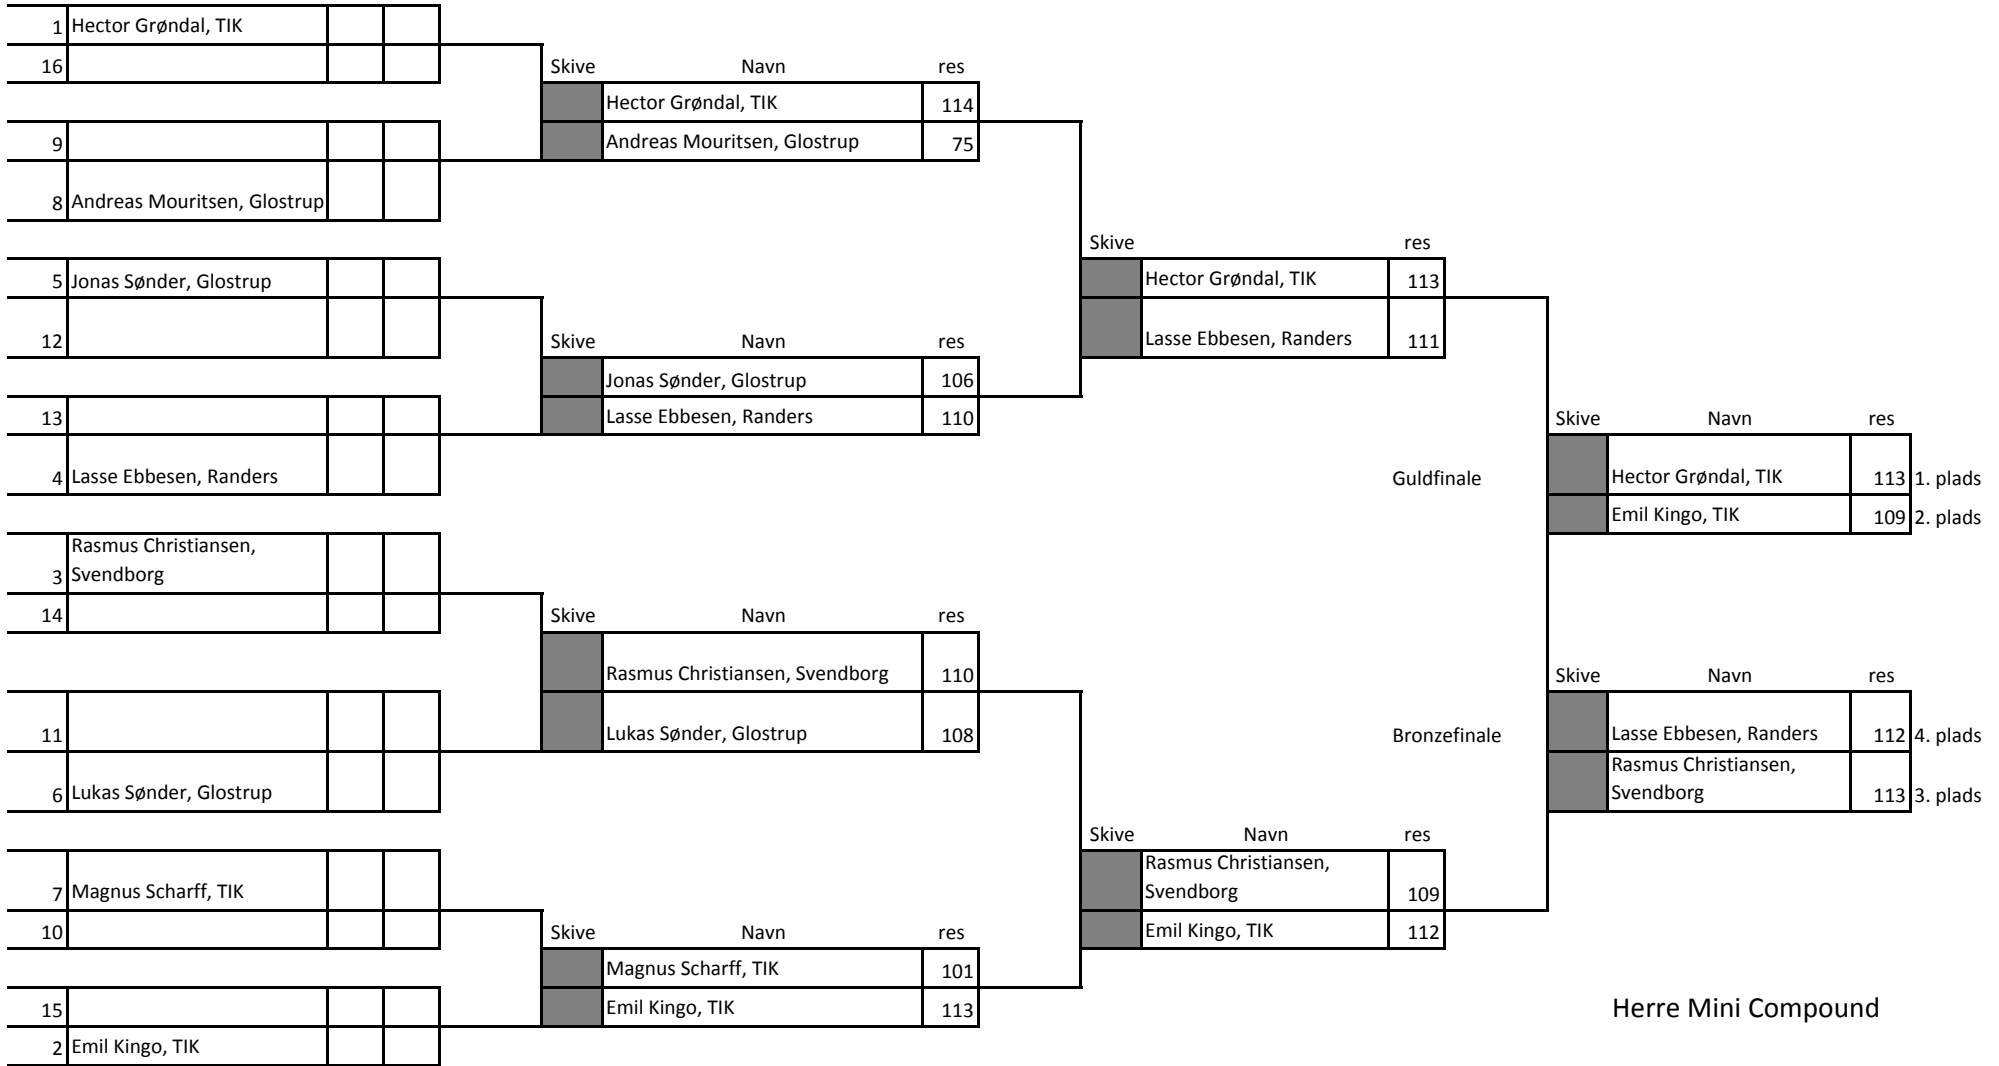 1 Hector Grøndal, TIK
16
9
8 Andreas Mouritsen, Glostrup
5 Jonas Sønder, Glostrup
12
13
4 Lasse Ebbesen, Randers
Rasmus Christiansen,
3 Svendborg
14
11
6 Lukas Sønder, Glostrup
7 Magnus Scharff, TIK
10
15
2 Emil Kingo, TIK
Skive Navn res
Hector Grøndal, TIK 114
Andreas Mouritsen, Glostrup 75
Skive Navn res
Jonas Sønder, Glostrup 106
Lasse Ebbesen, Randers 110
Skive Navn res
Rasmus Christiansen, Svendborg 110
Lukas Sønder, Glostrup 108
Skive Navn res
Magnus Scharff, TIK 101
Emil Kingo, TIK 113
Skive res
Hector Grøndal, TIK 113
Lasse Ebbesen, Randers 111
Skive Navn res
Rasmus Christiansen,
Svendborg 109
Emil Kingo, TIK 112
Skive Navn res
Guldfinale Hector Grøndal, TIK 113 1. plads
Emil Kingo, TIK 109 2. plads
Skive Navn res
Bronzefinale Lasse Ebbesen, Randers 112 4. plads
Rasmus Christiansen,
Svendborg 113 3. plads
Herre Mini Compound